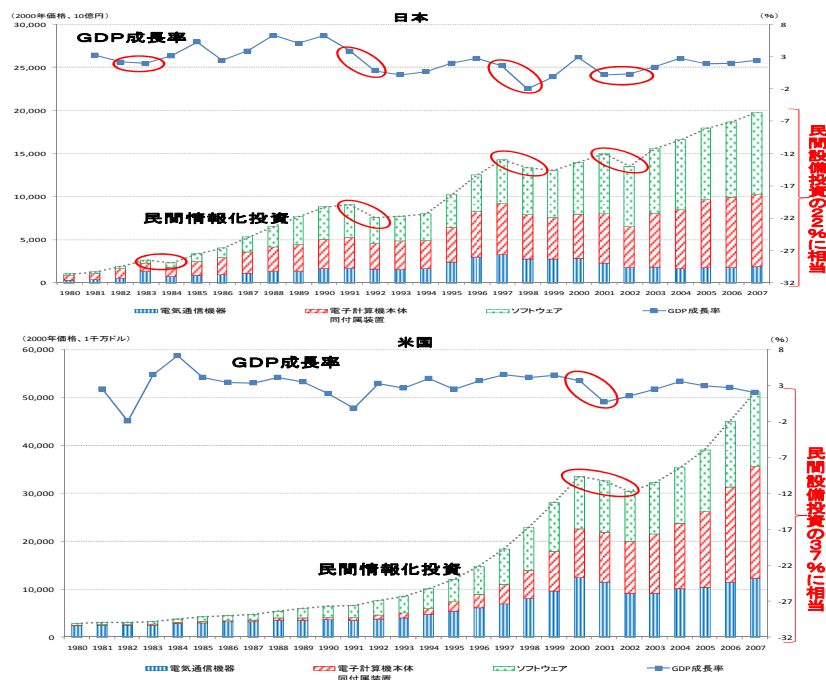 (2000年価格、10億円)
日本
(%)
GDP成長率
30,000
25,000
20,000
15,000
10,000
5,000
0
8
3
-2
-7
-12
-17
-22
-27
-32
民間情報化投資
民間設備投資の22%に相当
1980 1981 1982 1983 1984 1985 1986 1987 1988 1989 1990 1991 1992 1993 1994 1995 1996 1997 1998 1999 2000 2001 2002 2003 2004 2005 2006 2007
電気通信機器 電子計算機本体 ソフトウェア GDP成長率
同付属装置
(2000年価格、1千万ドル)
米国
(%)
GDP成長率
60,000
50,000
40,000
30,000
20,000
10,000
0
8
3
-2
-7
-12
-17
-22
-27
-32
民間情報化投資
民間設備投資の37%に相当
1980 1981 1982 1983 1984 1985 1986 1987 1988 1989 1990 1991 1992 1993 1994 1995 1996 1997 1998 1999 2000 2001 2002 2003 2004 2005 2006 2007
電気通信機器 電子計算機本体 ソフトウェア GDP成長率
同付属装置